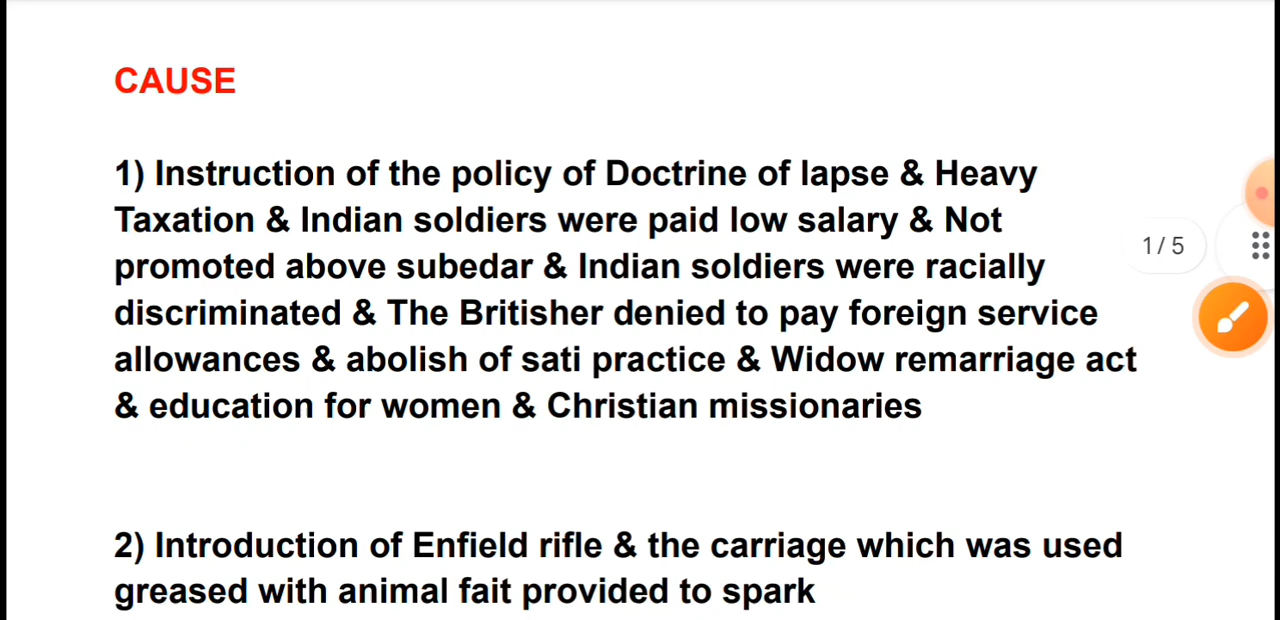 CAUSE
1) Instruction of the policy of Doctrine of lapse & Heavy
Taxation & Indian soldiers were paid low salary & Not
promoted above subedar & Indian soldiers were racially
discriminated & The Britisher denied to pay foreign service
allowances & abolish of sati practice & Widow remarriage act
& education for women & Christian missionaries
1 / 5
2) Introduction of Enfield rifle & the carriage which was used
greased with animal fait provided to spark